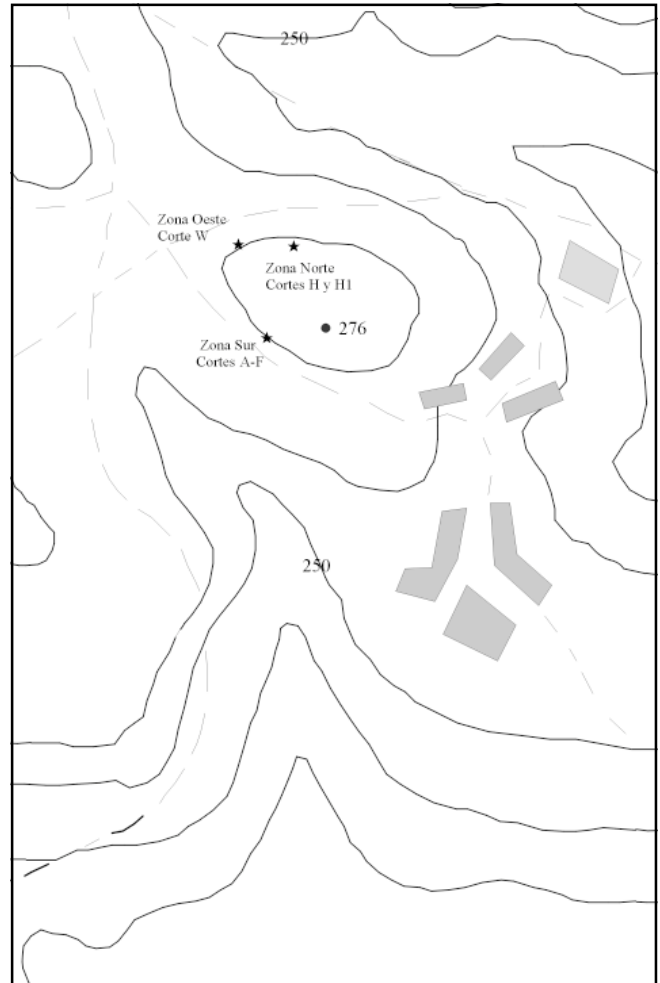 250
Zona Oeste
Corte W
Zona Norte
Cortes H y H1
276
Zona Sur
Cortes A-F
250